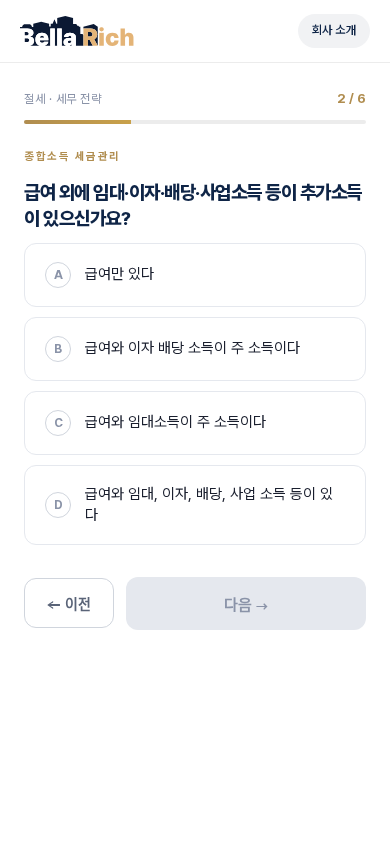 Bella Rich
회사 소개
절세 · 세무 전략
2 / 6
종합소득 세금관리
급여 외에 임대·이자·배당·사업소득 등이 추가소득
이 있으신가요?
A 급여만 있다
B 급여와 이자 배당 소득이 주 소득이다
C 급여와 임대소득이 주 소득이다
D 급여와 임대, 이자, 배당, 사업 소득 등이 있
다
← 이전
다음 →